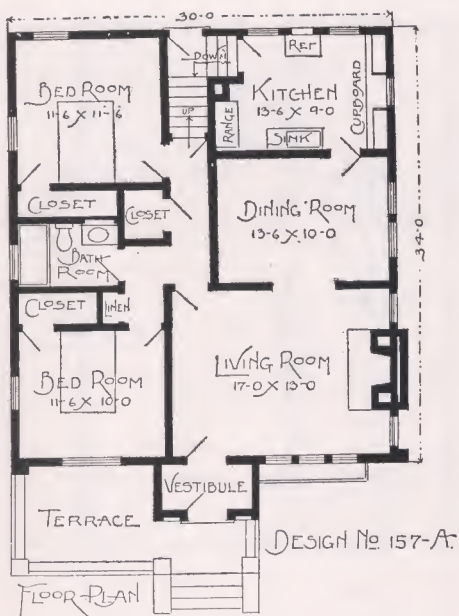 30-0
DOWN
REF
BED ROOM
11-6 X 11-6
UP
KITCHEN
13-6 X 9-0
RANGE
SINK
CUPBOARD
CLOSET
CLOSET
DINING ROOM
13-6 X 10-0
34-0
BATH
ROOM
CLOSET
LINEN
BED ROOM
11-6 X 10-0
LIVING ROOM
17-0 X 13-0
VESTIBULE
TERRACE
DESIGN No 157-A.
FLOOR-PLAN